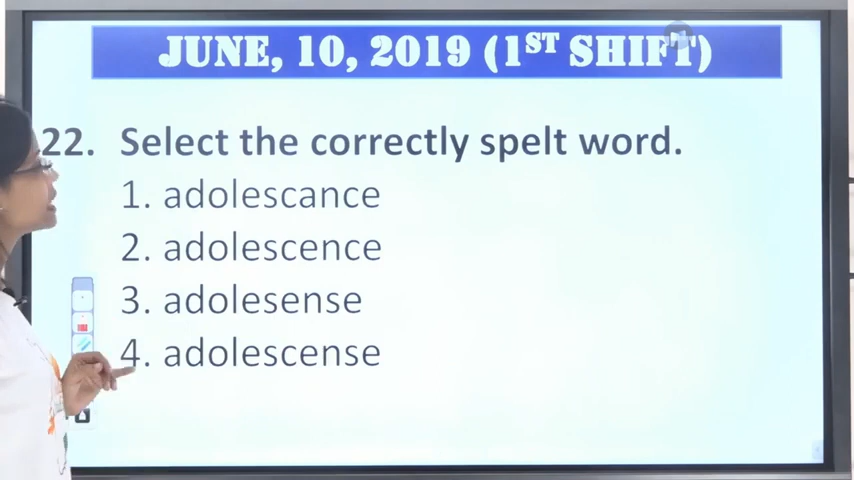 JUNE, 10, 2019 (1ST SHIFT)
22. Select the correctly spelt word.
1. adolescance
2. adolescence
3. adolesense
4. adolescense